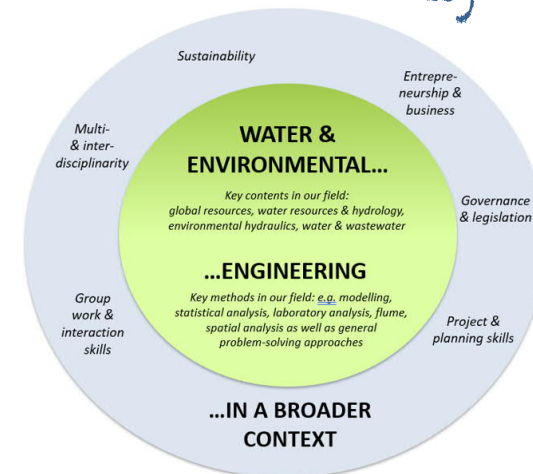 Sustainability
Entrepre-
neurship &
business
Multi-
& inter-
disciplinarity
WATER &
ENVIRONMENTAL...
Key contents in our field:
global resources, water resources & hydrology,
environmental hydraulics, water & wastewater
Governance
& legislation
...ENGINEERING
Key methods in our field: e.g. modelling,
statistical analysis, laboratory analysis, flume,
spatial analysis as well as general
problem-solving approaches
Group
work &
interaction
skills
Project &
planning skills
...IN A BROADER
CONTEXT